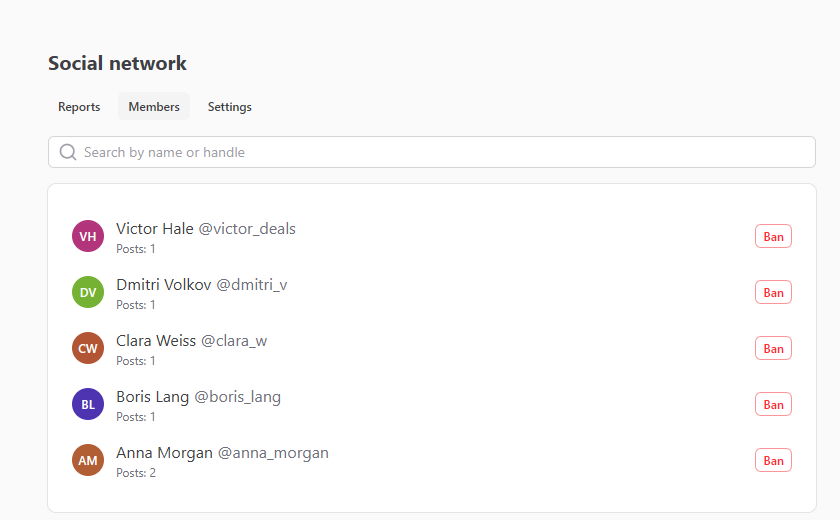 Social network
Reports Members Settings
Search by name or handle
VH Victor Hale @victor_deals Ban
Posts: 1
DV Dmitri Volkov @dmitri_v Ban
Posts: 1
CW Clara Weiss @clara_w Ban
Posts: 1
BL Boris Lang @boris_lang Ban
Posts: 1
AM Anna Morgan @anna_morgan Ban
Posts: 2